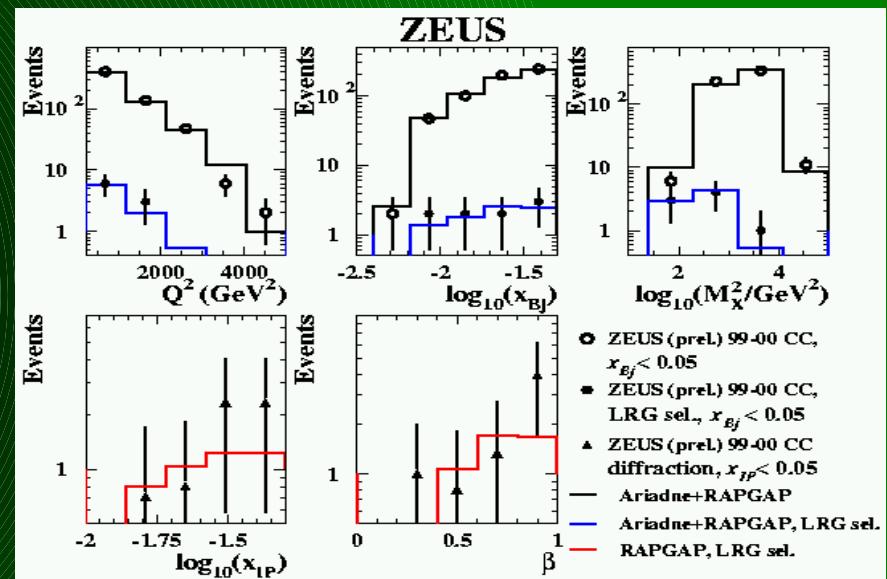 ZEUS
Events
10 2
10
1
2000
4000
Q2 (GeV2)
Events
10 2
10
1
-2.5
-2
-1.5
log10(xBj)
Events
10 2
10
1
2
4
log10(M2X/GeV2)
Events
1
-2
-1.75
-1.5
log10(xIP)
Events
1
0
0.5
1
β
ZEUS (prel.) 99-00 CC,
xBj < 0.05
ZEUS (prel.) 99-00 CC,
LRG sel., xBj < 0.05
ZEUS (prel.) 99-00 CC
diffraction, xIP < 0.05
Ariadne+RAPGAP
Ariadne+RAPGAP, LRG sel.
RAPGAP, LRG sel.